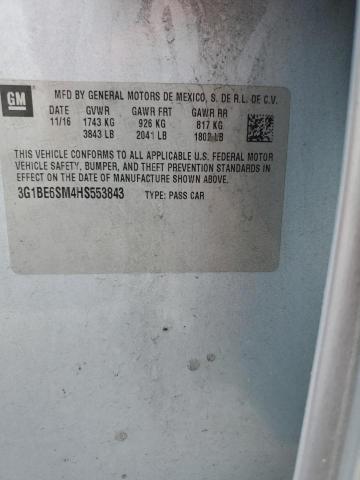 GM
MFD BY GENERAL MOTORS DE MEXICO, S. DE R.L. DE C.V.
DATE GVWR GAWR FRT GAWR RR
11/16 1743 KG 926 KG 817 KG
3843 LB 2041 LB 1802 LB
THIS VEHICLE CONFORMS TO ALL APPLICABLE U.S. FEDERAL MOTOR
VEHICLE SAFETY, BUMPER, AND THEFT PREVENTION STANDARDS
IN EFFECT ON THE DATE OF MANUFACTURE SHOWN ABOVE.
3G1BE6SM4HS553843 TYPE: PASS CAR